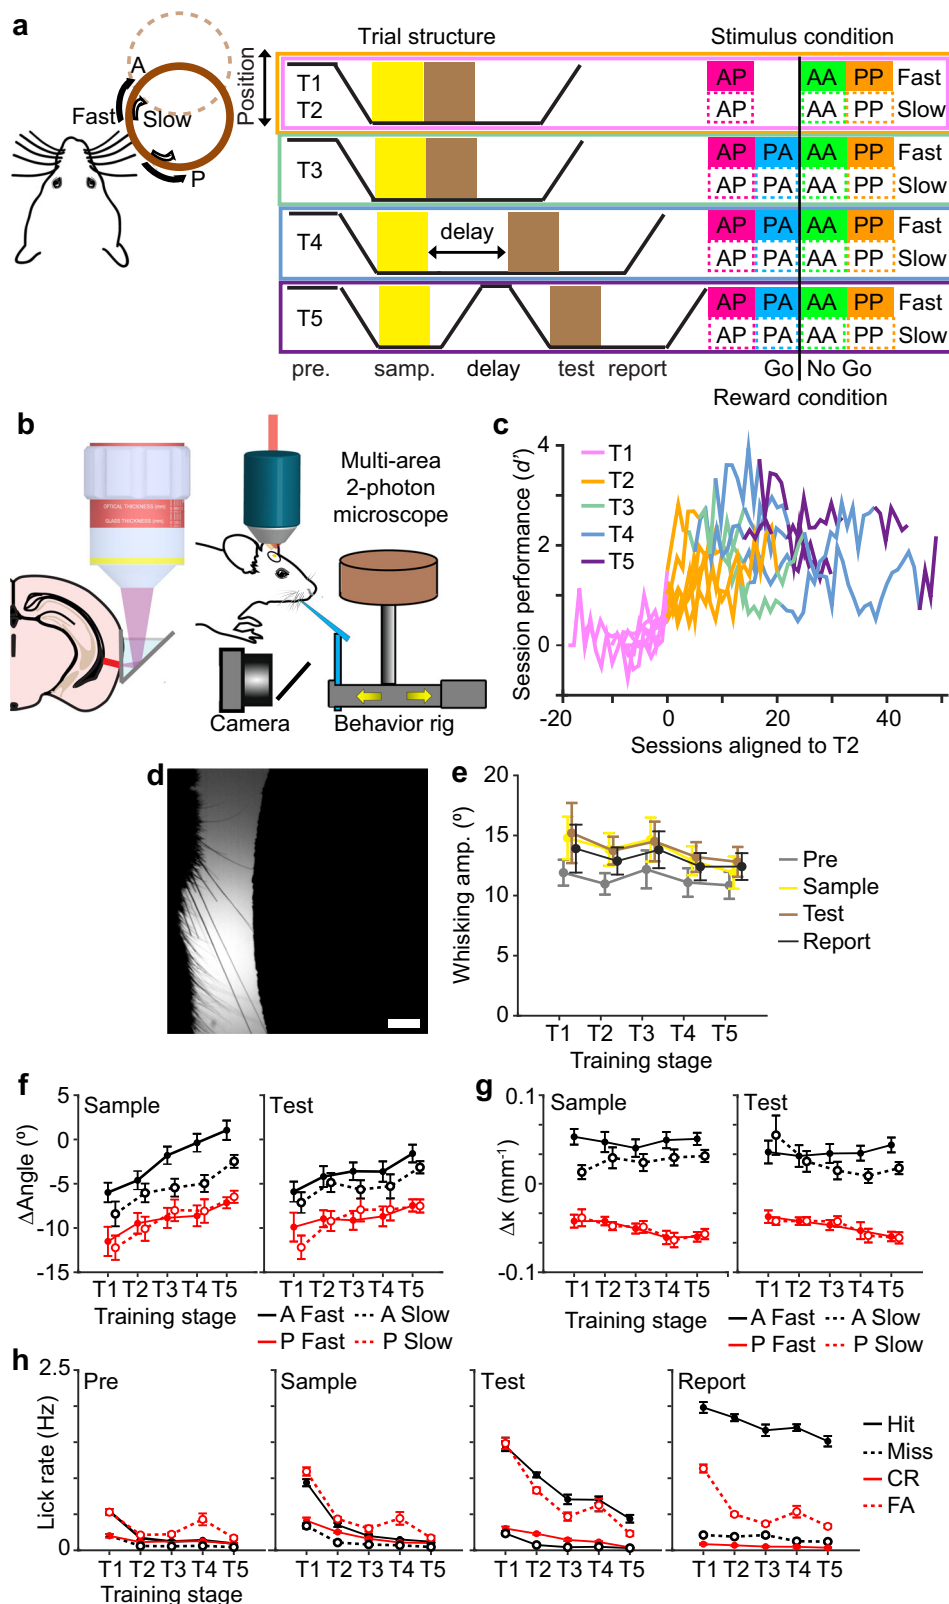 a
Trial structure
Stimulus condition
A
Fast
Slow
P
Position
T1
AP
AA
PP
Fast
T2
AP
AA
PP
Slow
T3
AP
PA
AA
PP
Fast
AP
PA
AA
PP
Slow
T4
delay
AP
PA
AA
PP
Fast
AP
PA
AA
PP
Slow
T5
AP
PA
AA
PP
Fast
AP
PA
AA
PP
Slow
pre.
samp.
delay
test
report
Go
No Go
Reward condition
b
OPTICAL THICKNESS (mm)
GLASS THICKNESS (mm)
Multi-area
2-photon
microscope
Camera
Behavior rig
c
Session performance (d')
4
2
0
T1
T2
T3
T4
T5
-20
0
20
40
Sessions aligned to T2
d
e
Whisking amp. (º)
20
15
10
5
0
Pre
Sample
Test
Report
T1
T2
T3
T4
T5
Training stage
f
ΔAngle (º)
5
0
-5
-10
-15
Sample
Test
T1
T2
T3
T4
T5
T1
T2
T3
T4
T5
Training stage
A Fast
A Slow
P Fast
P Slow
g
Δκ (mm⁻¹)
0.1
0
-0.1
Sample
Test
T1
T2
T3
T4
T5
T1
T2
T3
T4
T5
Training stage
A Fast
A Slow
P Fast
P Slow
h
Lick rate (Hz)
2.5
0
Pre
Sample
Test
Report
Hit
Miss
CR
FA
T1
T2
T3
T4
T5
T1
T2
T3
T4
T5
T1
T2
T3
T4
T5
T1
T2
T3
T4
T5
Training stage